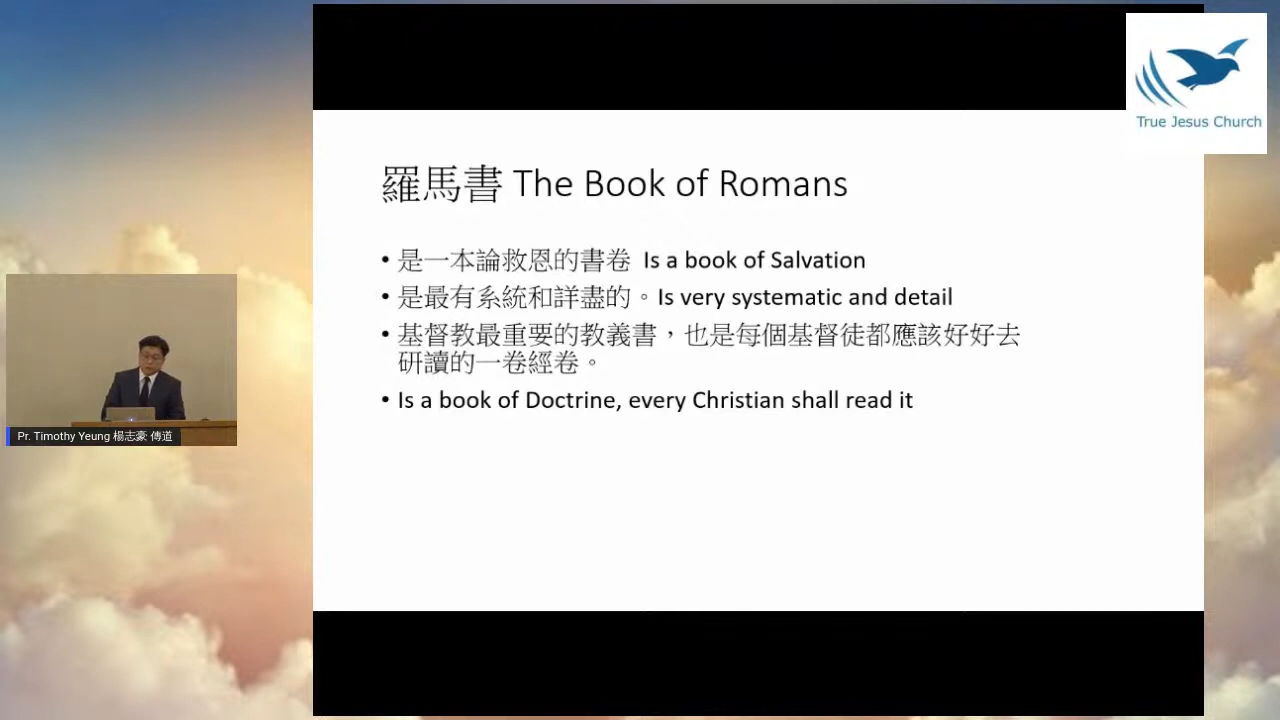 True Jesus Church
羅馬書 The Book of Romans
• 是一本論救恩的書卷 Is a book of Salvation
• 是最有系統和詳盡的。Is very systematic and detail
• 基督教最重要的教義書，也是每個基督徒都應該好好去
研讀的一卷經卷。
• Is a book of Doctrine, every Christian shall read it
Pr. Timothy Yeung 楊志豪 傳道